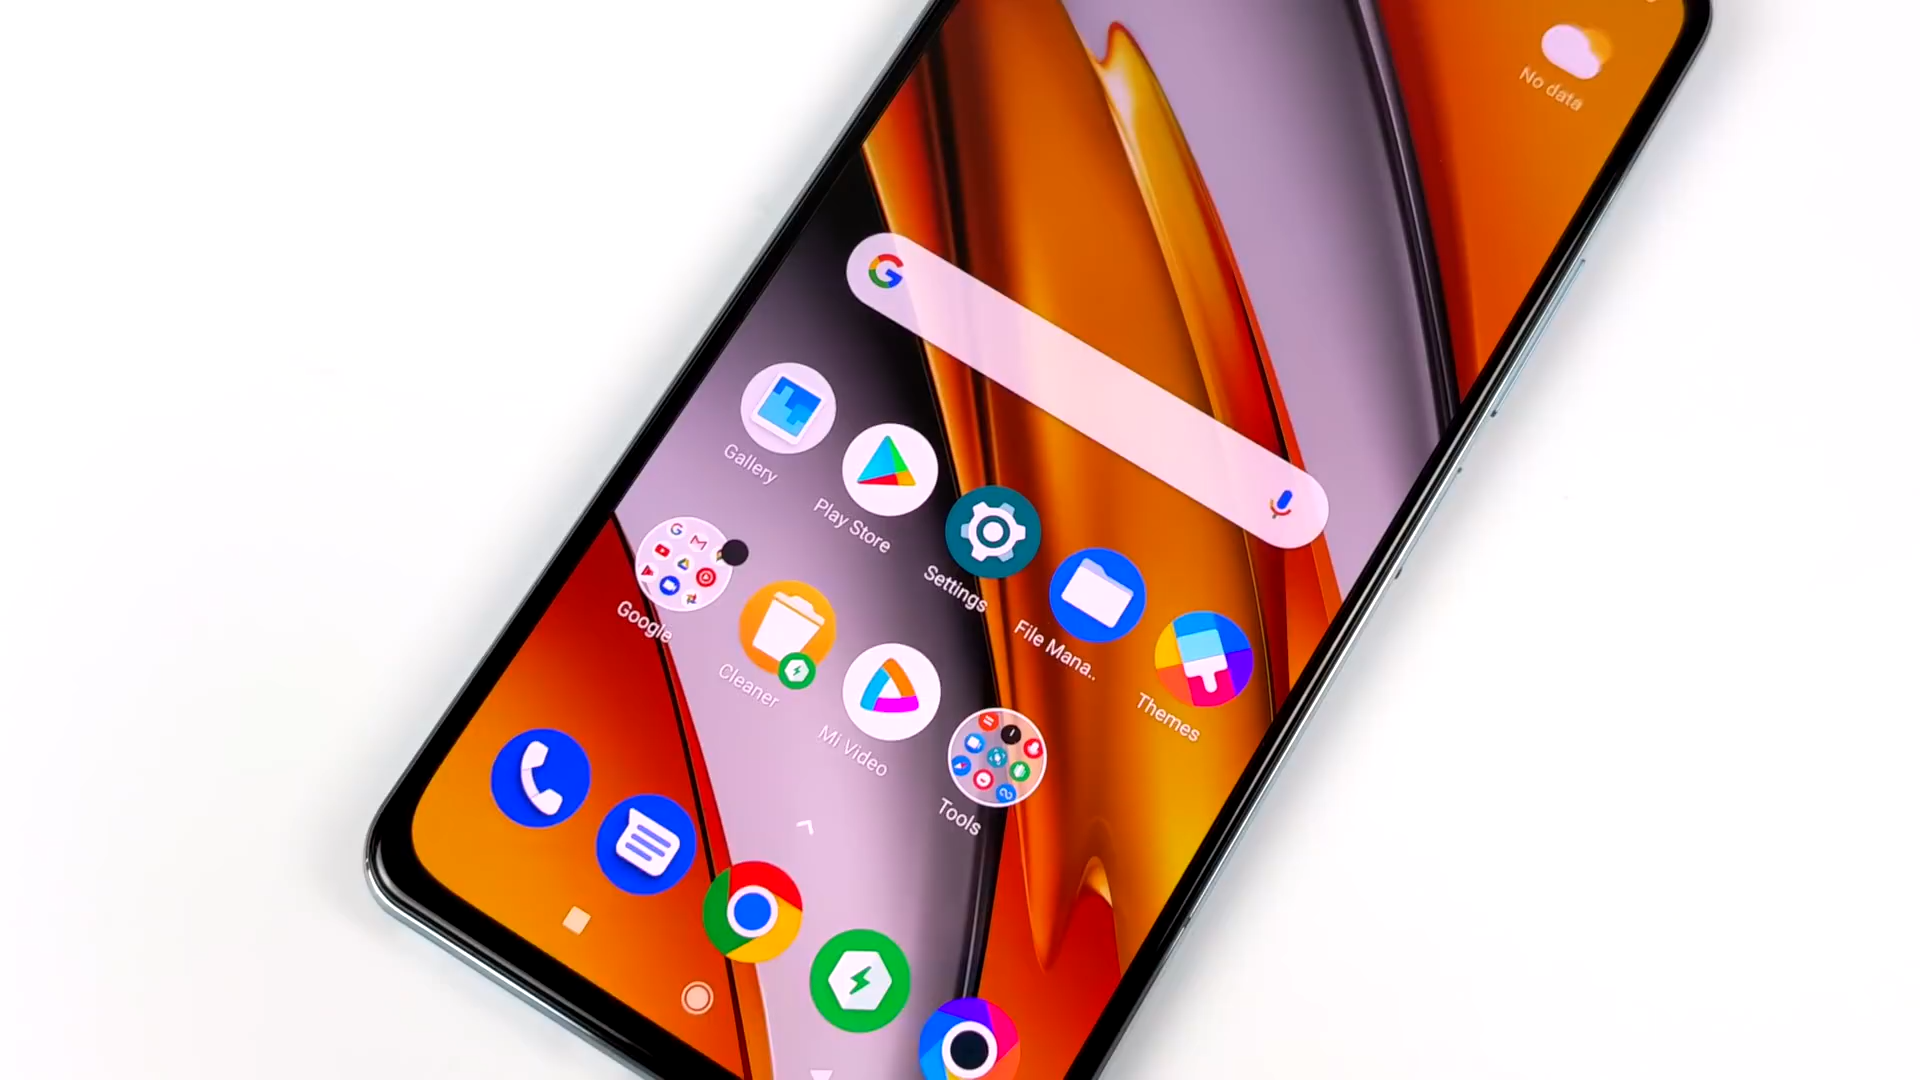 No data
Gallery
Play Store
Settings
File Mana..
Themes
Google
Cleaner
Mi Video
Tools